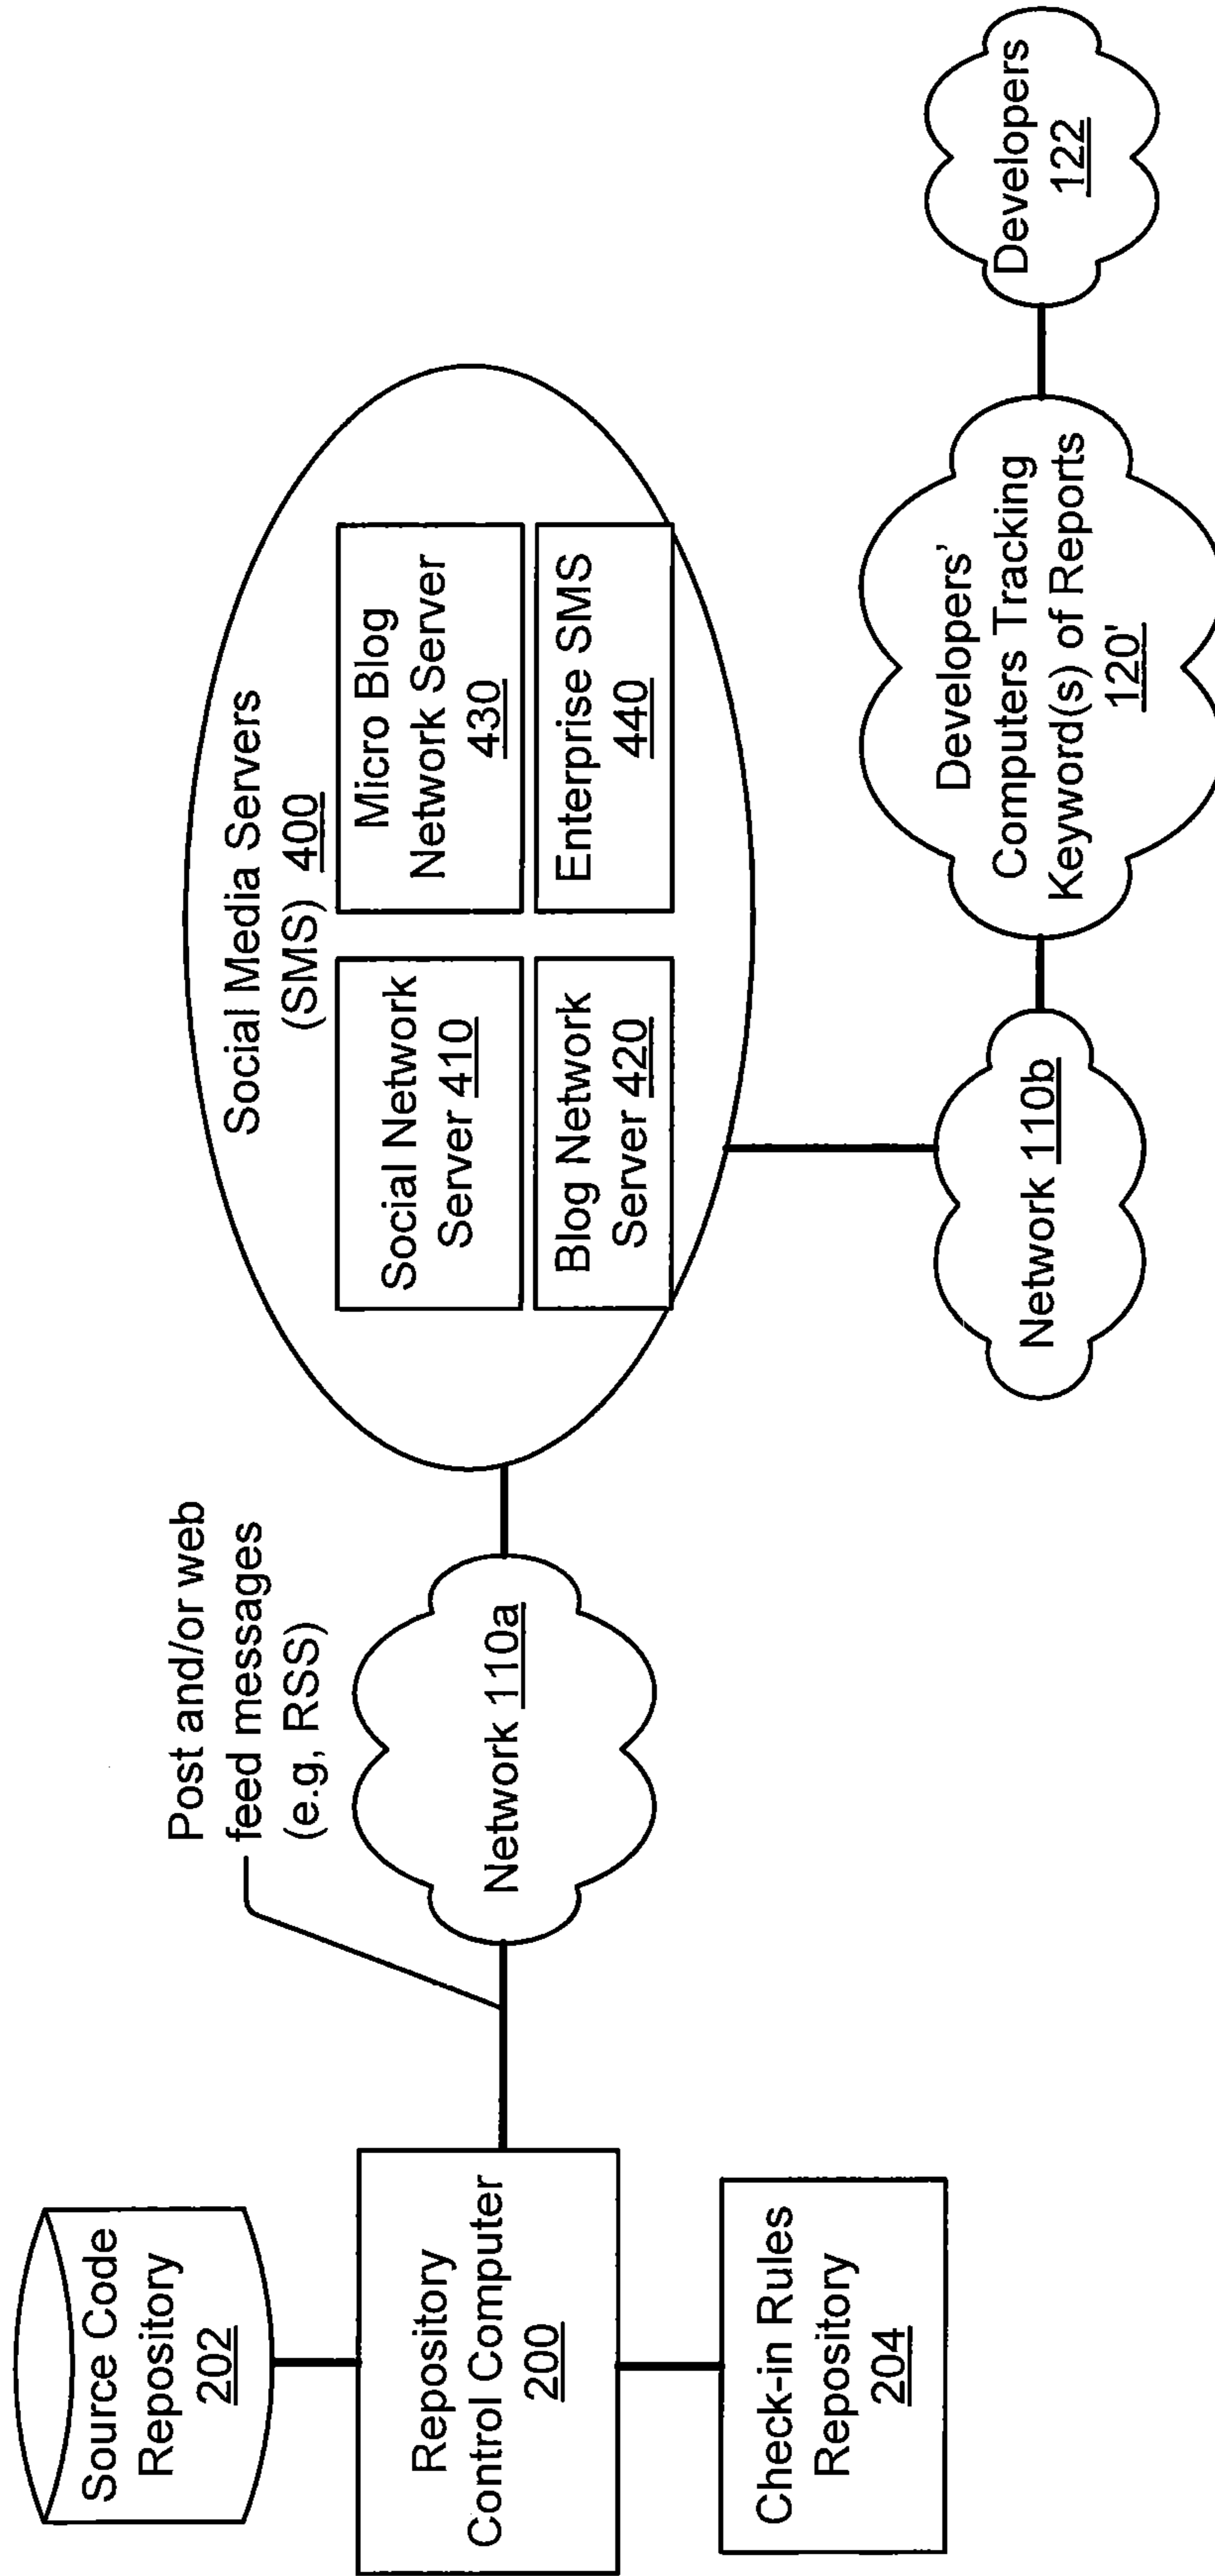 Source Code
Repository
202
Repository
Control Computer
200
Check-in Rules
Repository
204
Post and/or web
feed messages
(e.g, RSS)
Network 110a
Social Media Servers
(SMS) 400
Social Network
Server 410
Micro Blog
Network Server
430
Blog Network
Server 420
Enterprise SMS
440
Network 110b
Developers'
Computers Tracking
Keyword(s) of Reports
120'
Developers
122